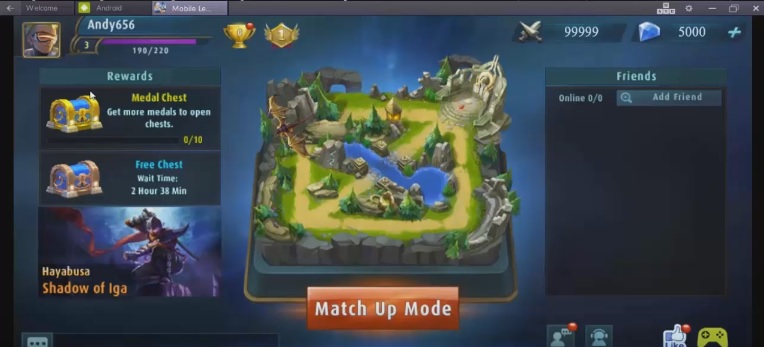 Welcome
Android
Mobile Le...
Andy656
3
190/220
1
99999
5000
Rewards
Medal Chest
Get more medals to open
chests.
0/10
Free Chest
Wait Time:
2 Hour 38 Min
Hayabusa
Shadow of Iga
Match Up Mode
Friends
Online 0/0
Add Friend
Like